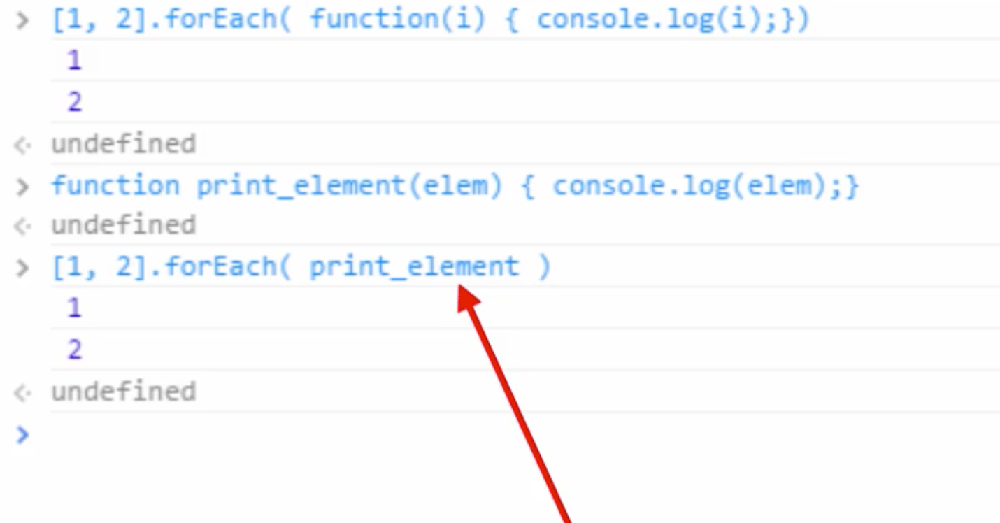 > [1, 2].forEach( function(i) { console.log(i);})
1
2
<· undefined
> function print_element(elem) { console.log(elem);}
<· undefined
> [1, 2].forEach( print_element )
1
2
<· undefined
>